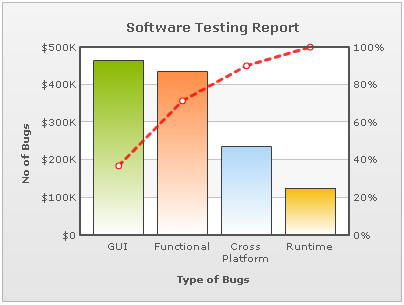 Software Testing Report
$500K
$400K
$300K
$200K
$100K
$0
100%
80%
60%
40%
20%
0%
No of Bugs
GUI
Functional
Cross
Platform
Runtime
Type of Bugs